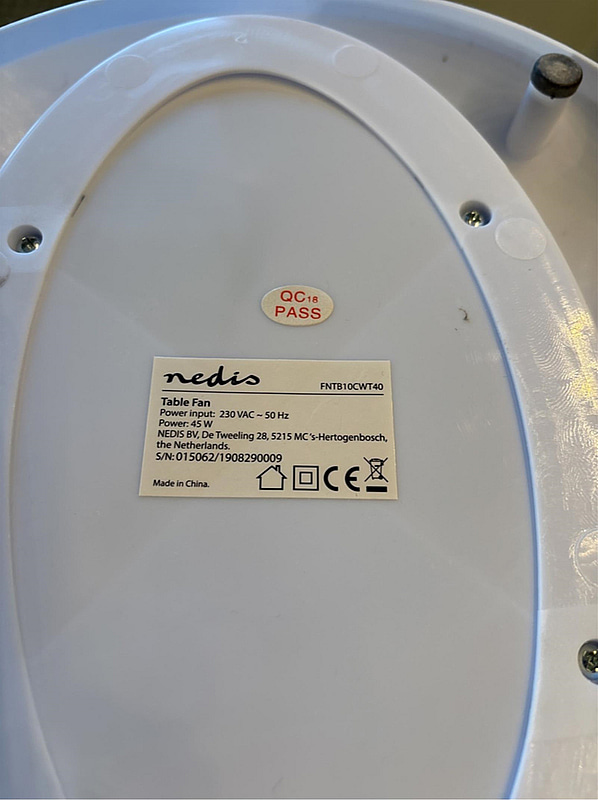 QC18
PASS
nedis
FNTB10CWT40
Table Fan
Power input: 230 VAC ~ 50 Hz
Power: 45 W
NEDIS BV, De Tweeling 28, 5215 MC 's-Hertogenbosch,
the Netherlands.
S/N: 015062/1908290009
Made in China.
CE